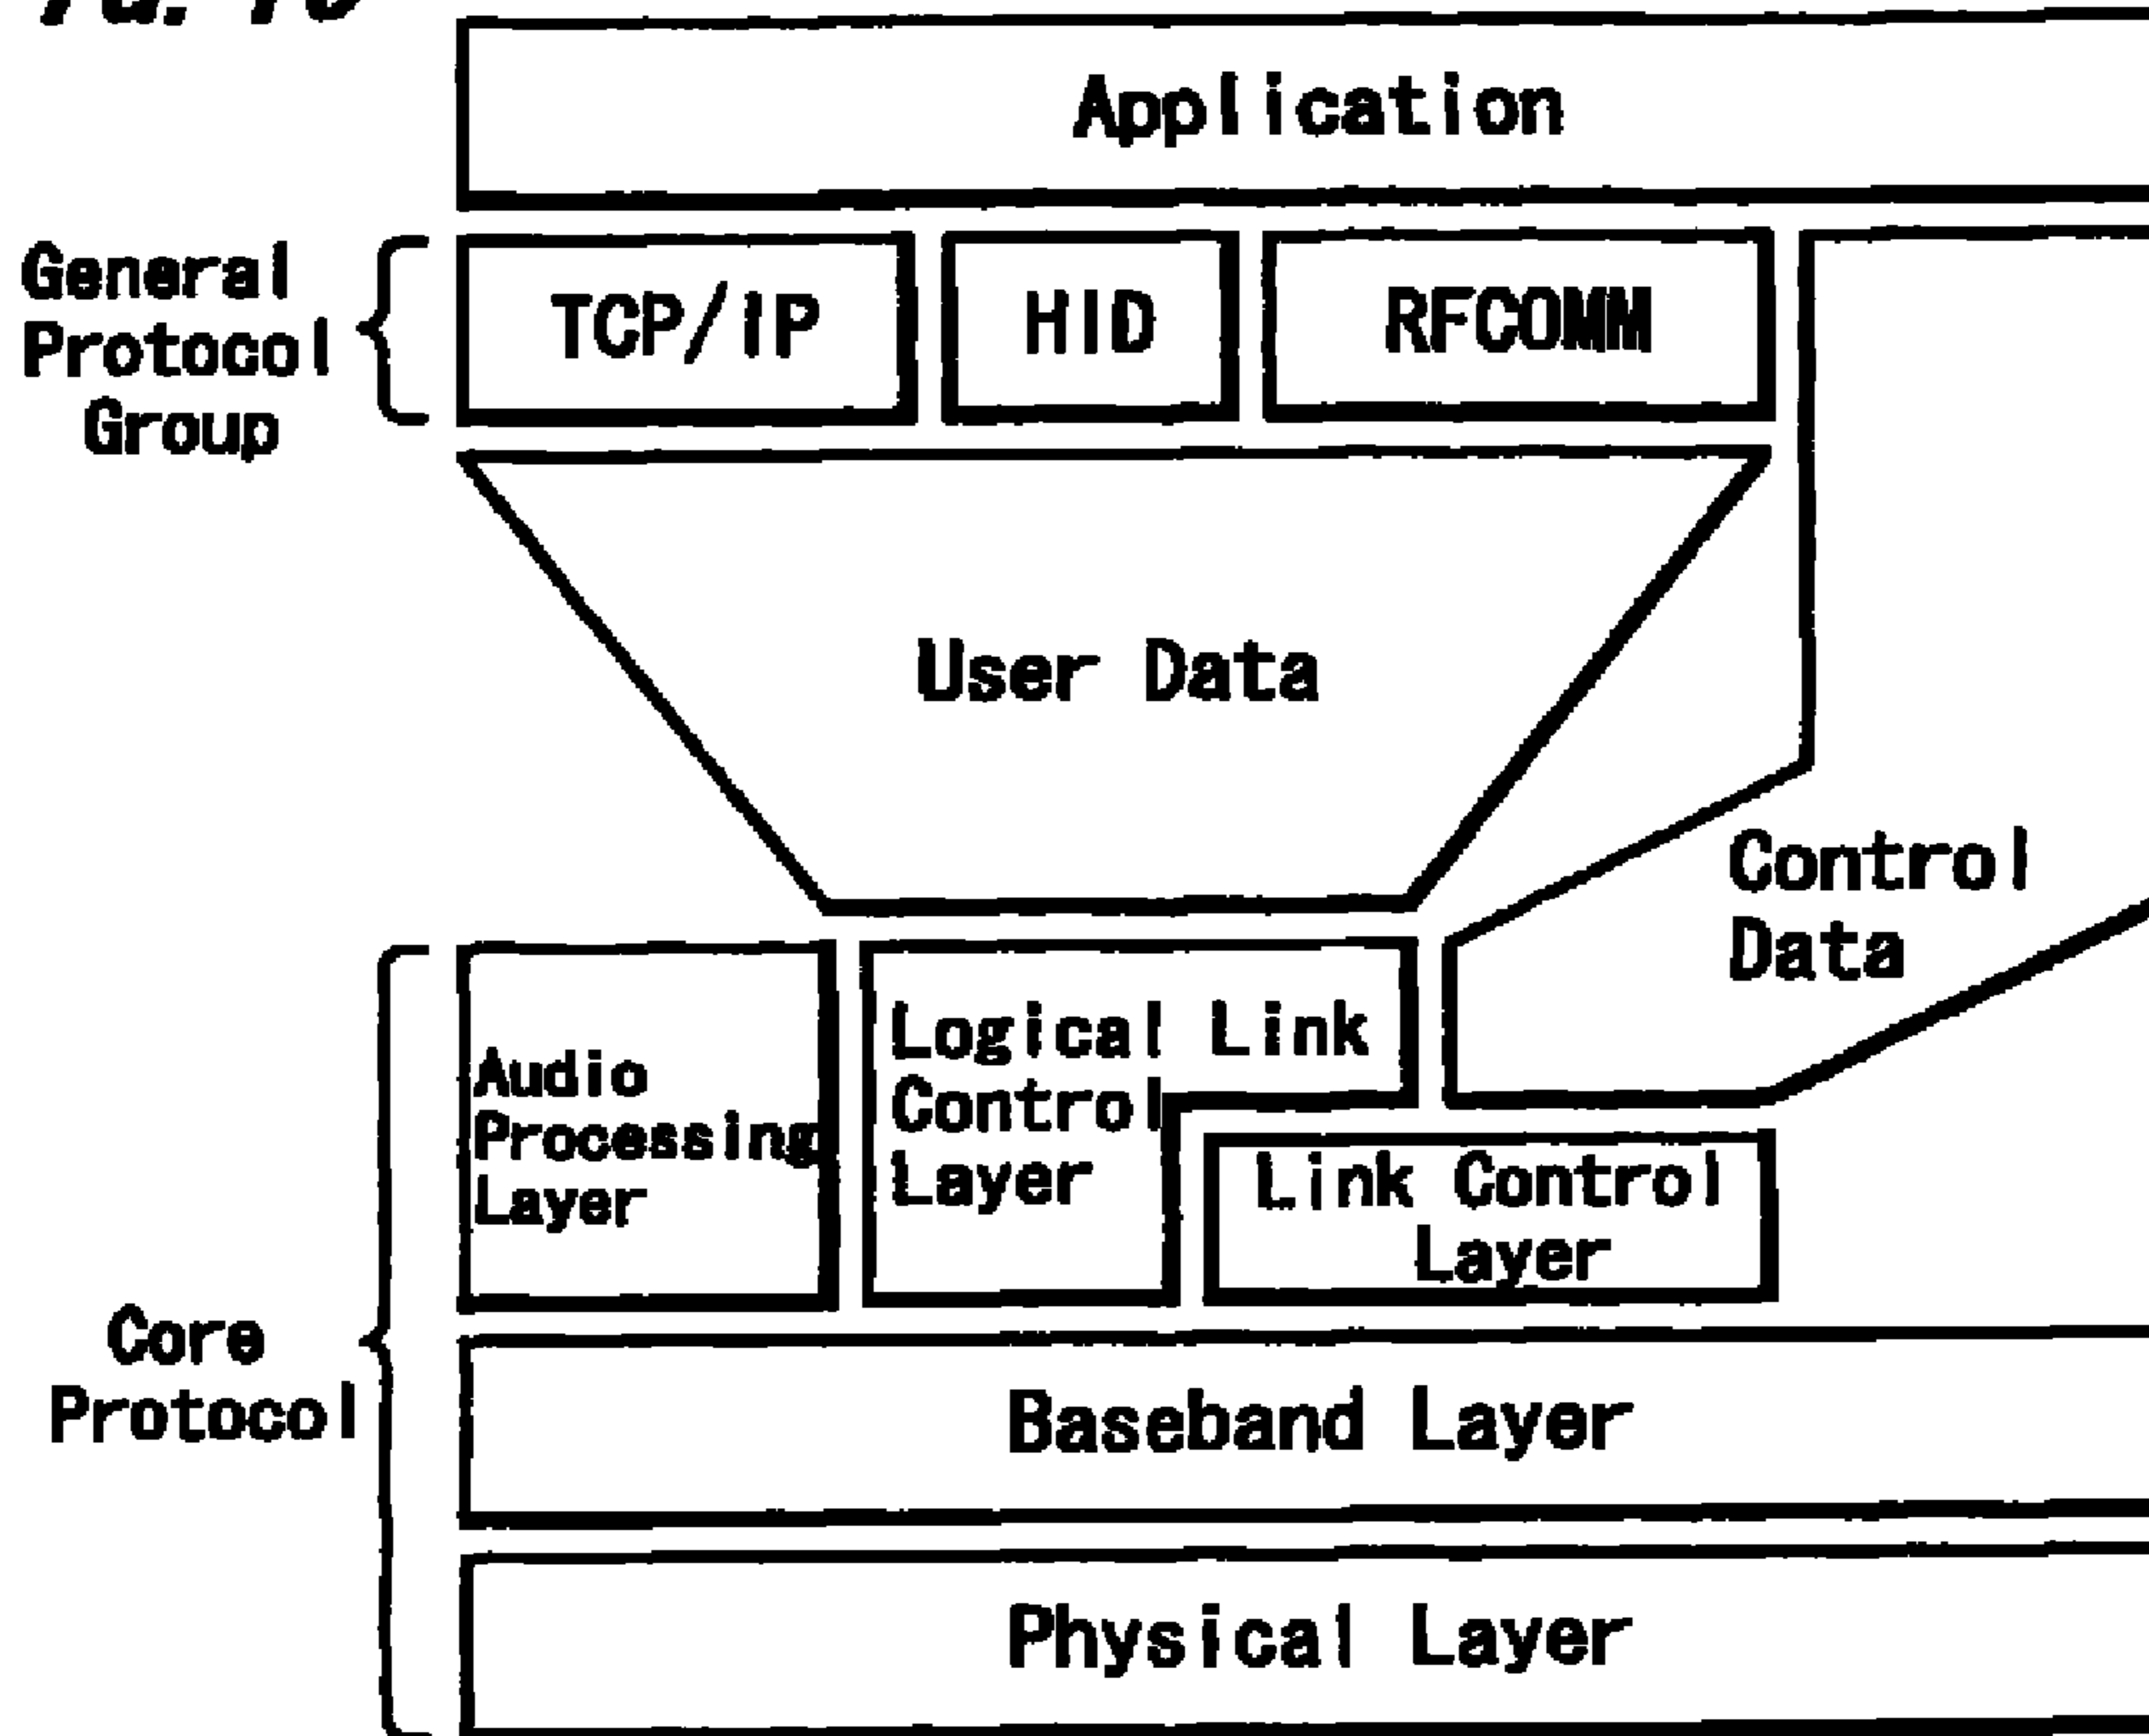 Application
General
Protocol
Group
TCP/IP
HID
RFCOMM
User Data
Control
Data
Audio
Processing
Layer
Logical Link
Control
Layer
Link Control
Layer
Core
Protocol
Baseband Layer
Physical Layer